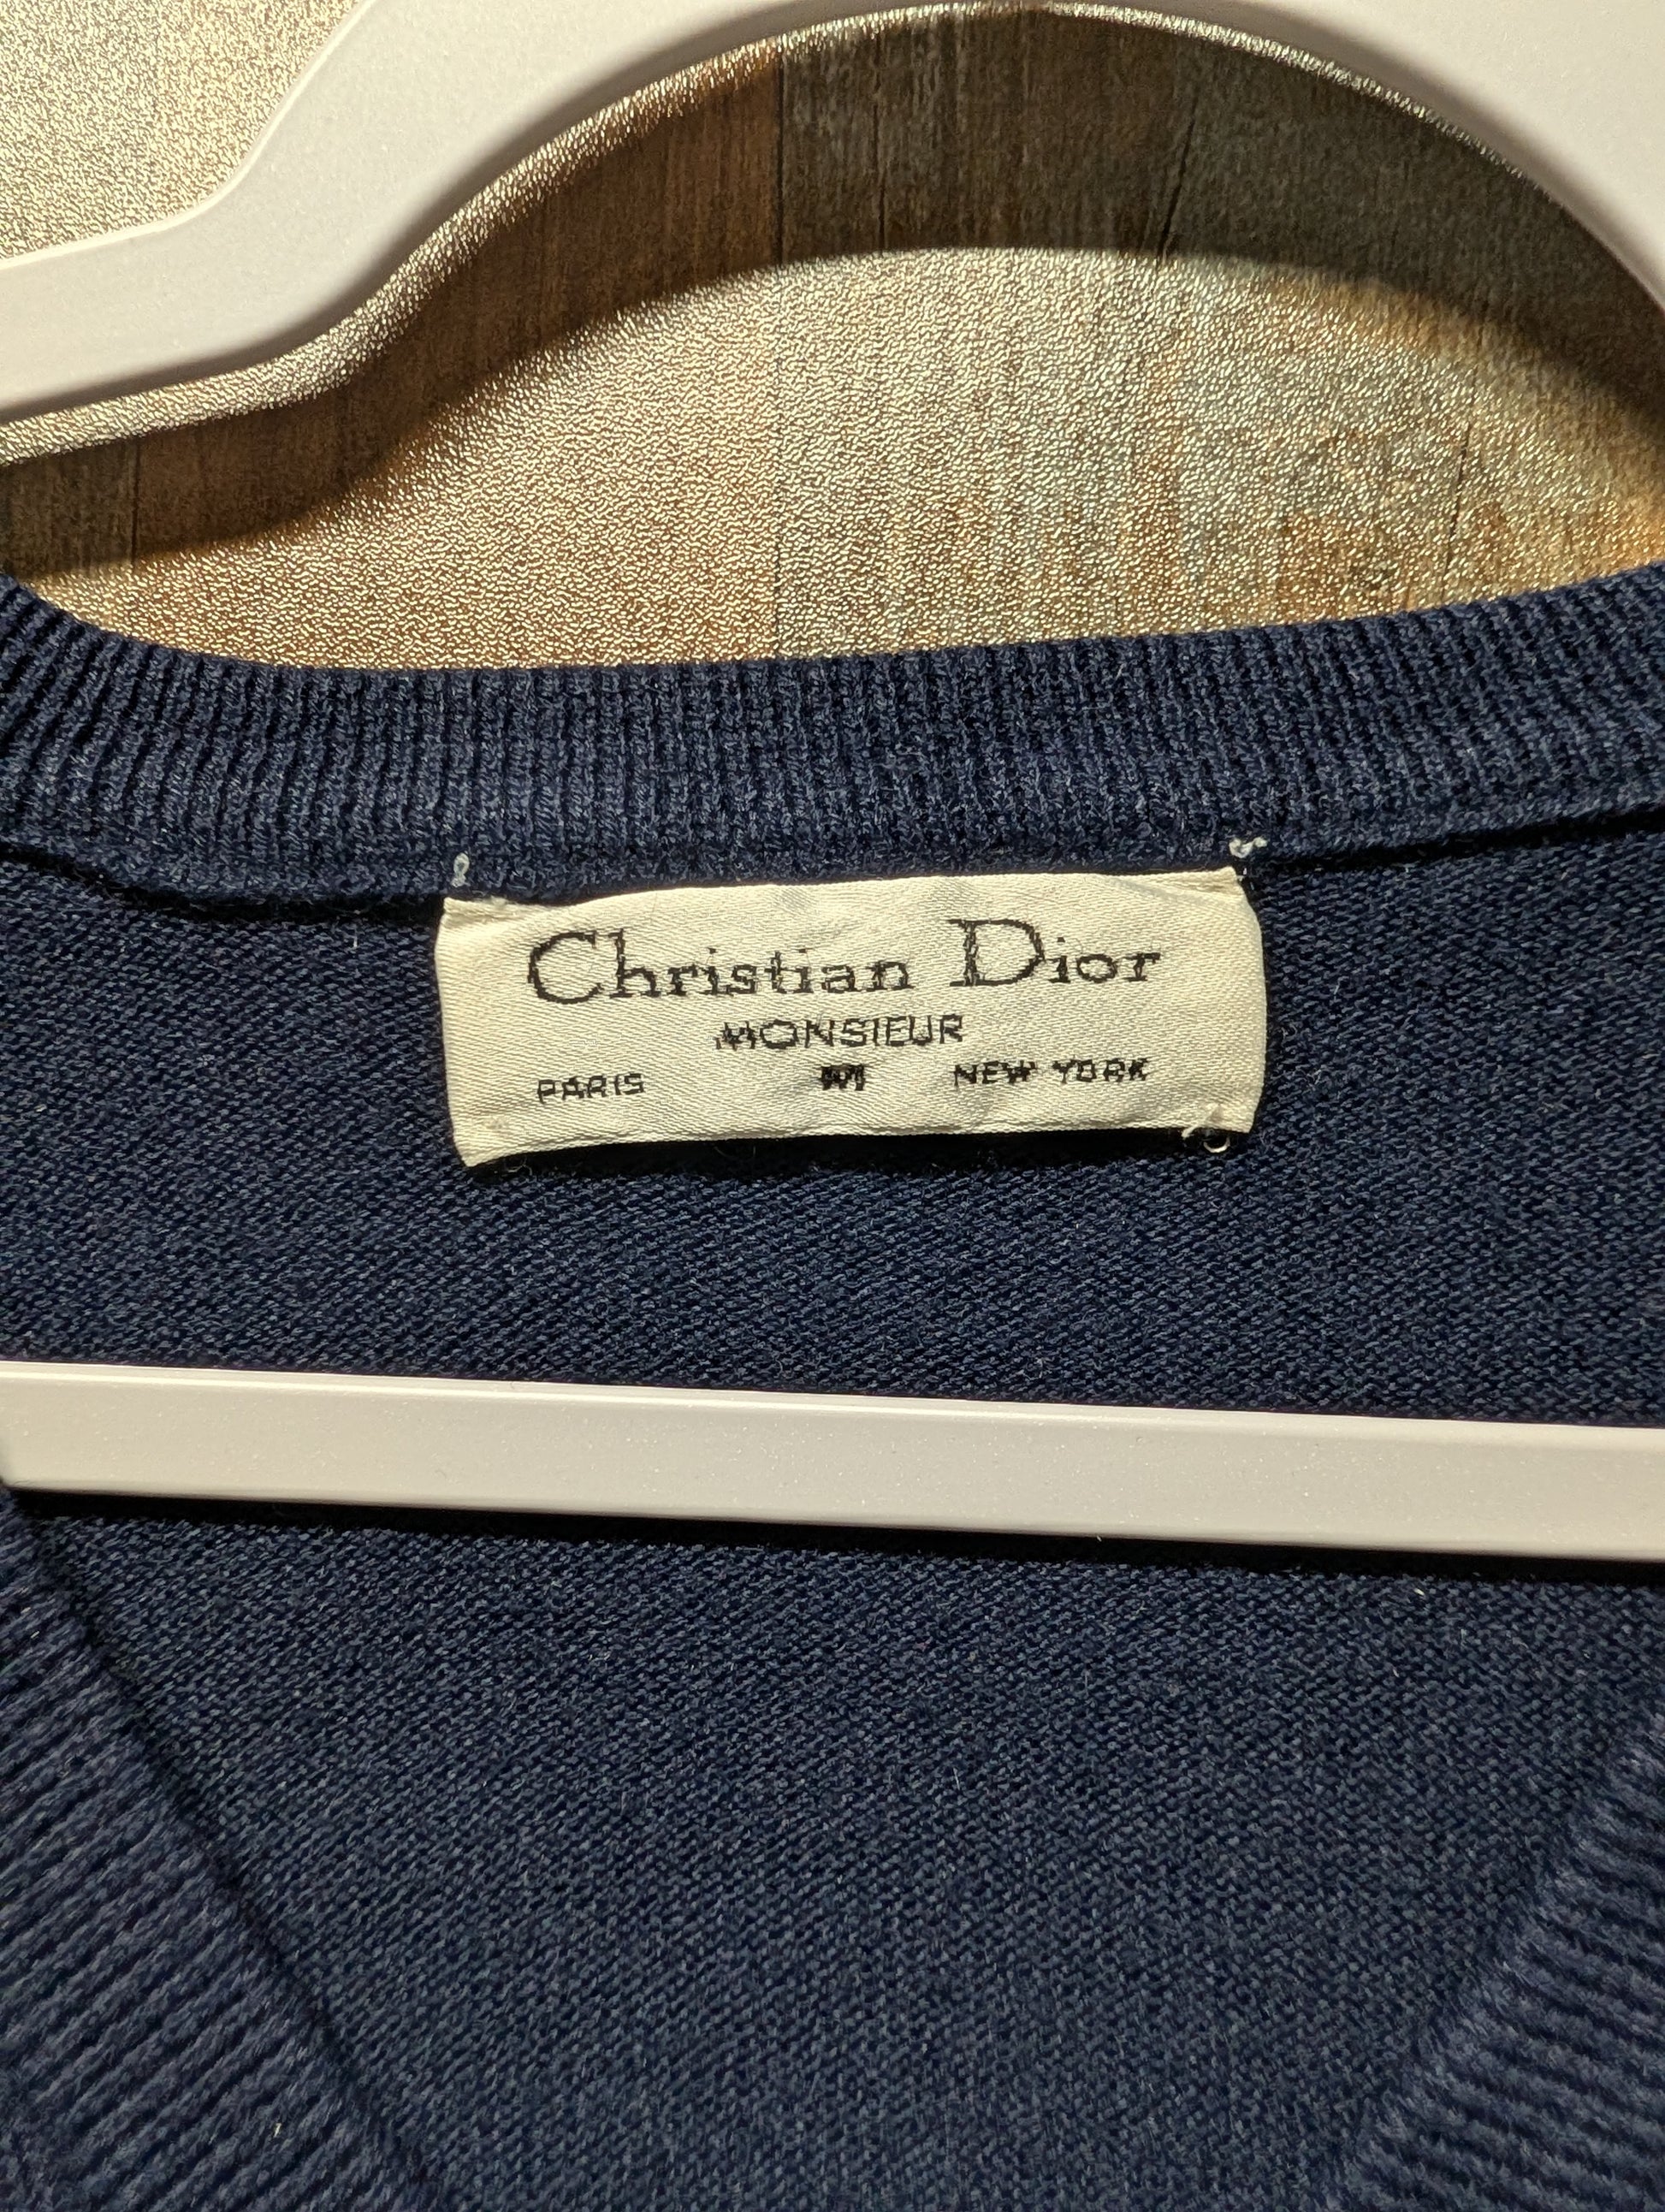 Christian Dior
MONSIEUR
PARIS M NEW YORK